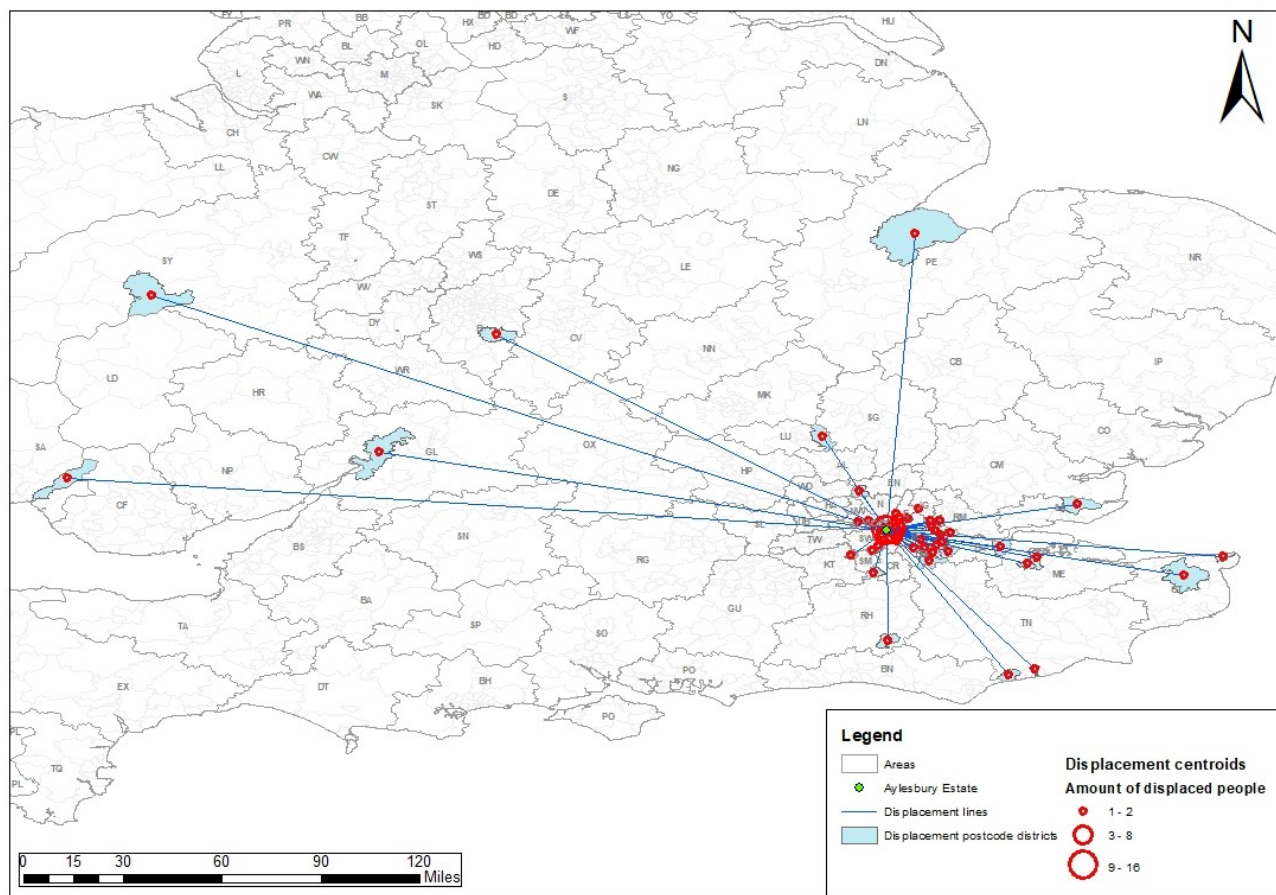 FY
PR
BB
BD
BD
HX
LS
YO
HU
BL
OL
HD
WF
WN
M
L
WA
S
DN
SK
CH
LN
CW
LL
NG
ST
DE
TF
SY
WS
LE
PE
NR
WV
DY
CV
NN
CB
IP
LD
HR
WR
MK
SG
CO
SA
GL
OX
LU
NP
HP
AL
CM
CF
WD
EN
HA
N
RM
SL
BS
SN
TW
SW
RG
KT
SM
CR
ME
CT
BA
GU
RH
TN
TA
SP
SO
BN
PO
EX
DT
BH
PO
PL
TQ
PL
N
Legend
Areas
Aylesbury Estate
Displacement lines
Displacement postcode districts
Displacement centroids
Amount of displaced people
1 - 2
3 - 8
9 - 16
0 15 30 60 90 120
Miles